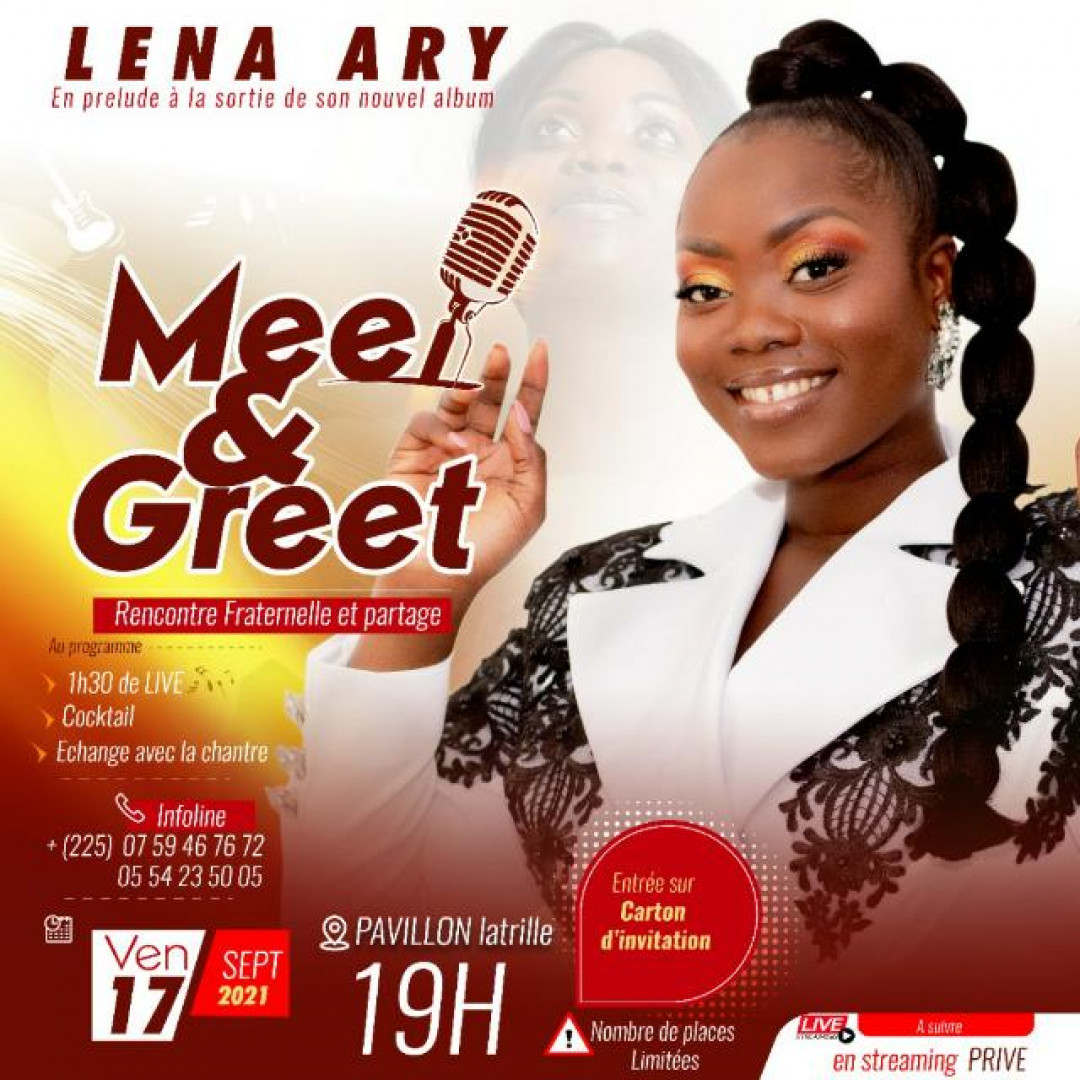 LENA ARY
En prelude à la sortie de son nouvel album
Meet
&
Greet
Rencontre Fraternelle et partage
Au programme
1h30 de LIVE
Cocktail
Echange avec la chantre
Infoline
+ (225) 07 59 46 76 72
05 54 23 50 05
Ven
17
SEPT
2021
PAVILLON latrille
19H
Entrée sur
Carton
d'invitation
Nombre de places
Limitées
LIVE
STREAMING
A suivre
en streaming PRIVE